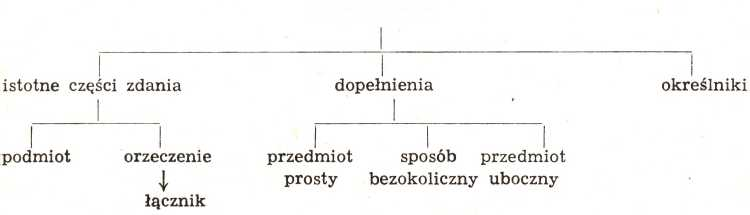 istotne części zdania dopełnienia określniki
podmiot orzeczenie przedmiot sposób przedmiot
prosty bezokoliczny uboczny
łącznik